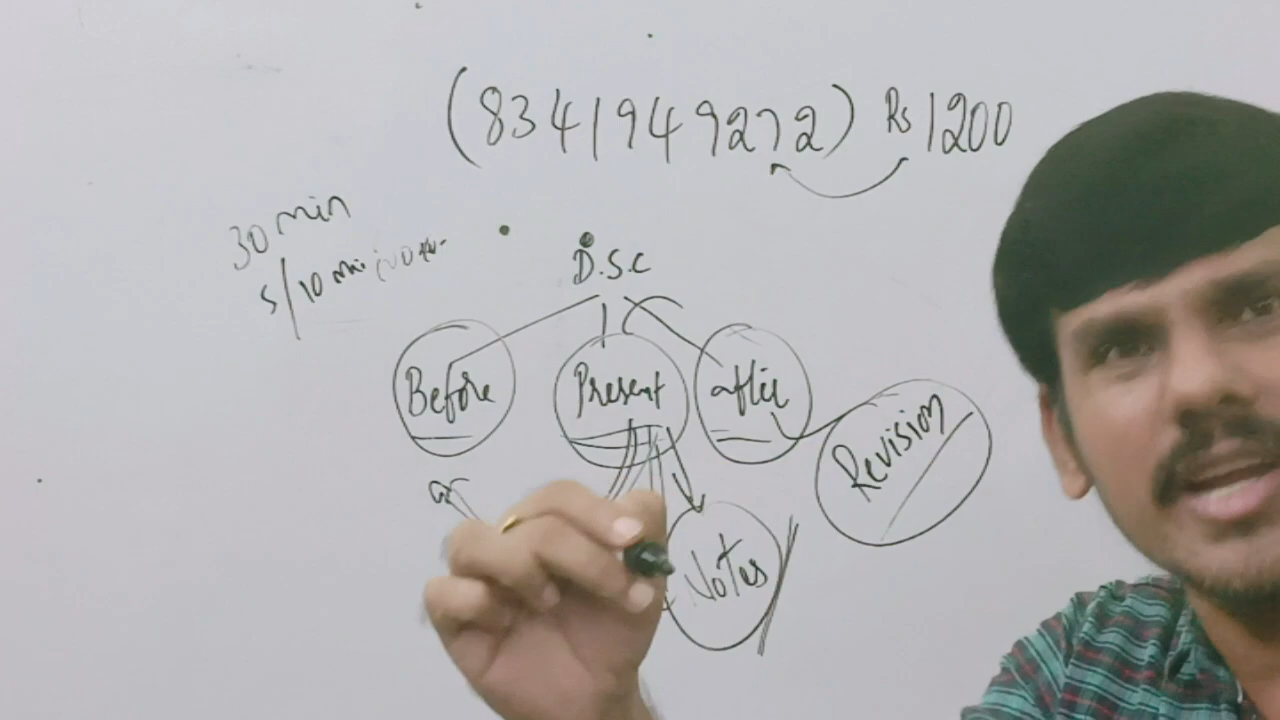 (8341949272) Rs 1200
30 min
5/10 min
D.S.C
Before Present after
Revision
Notes